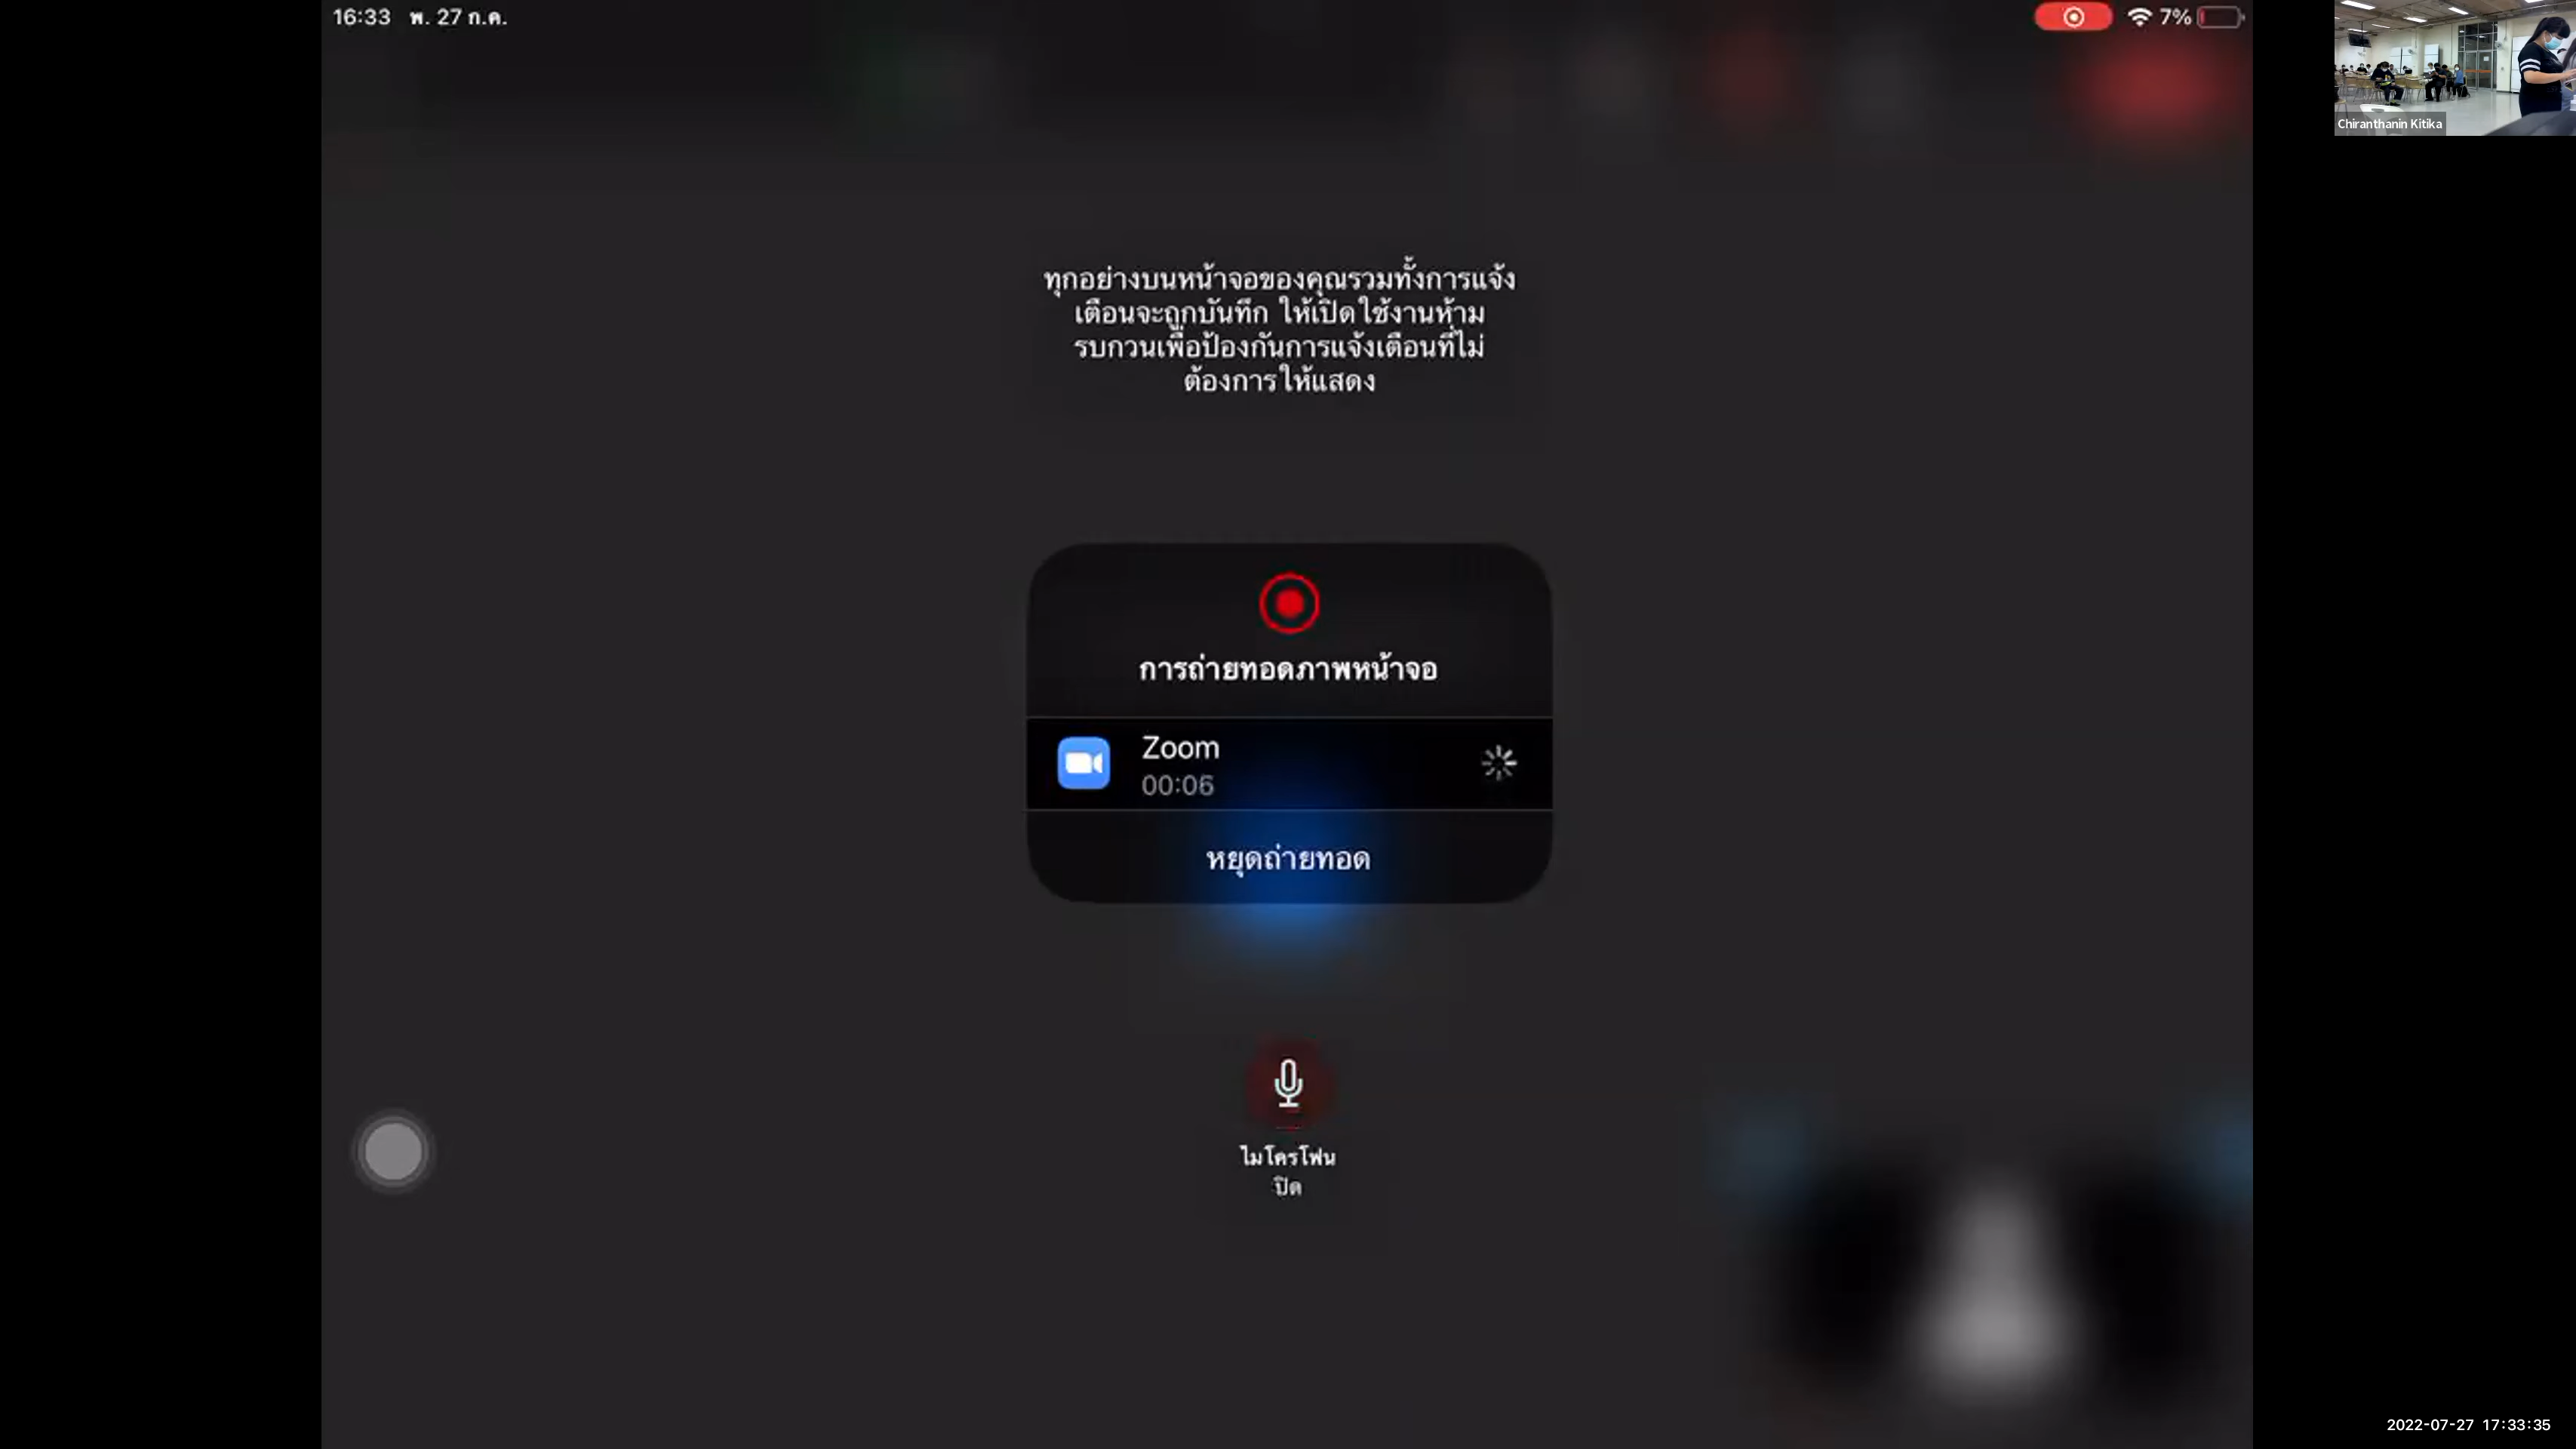 16:33 พ. 27 ก.ค.
7%
Chiranthanin Kitika
ทุกอย่างบนหน้าจอของคุณรวมทั้งการแจ้ง
เตือนจะถูกบันทึก ให้เปิดใช้งานห้าม
รบกวนเพื่อป้องกันการแจ้งเตือนที่ไม่
ต้องการให้แสดง
การถ่ายทอดภาพหน้าจอ
Zoom
00:06
หยุดถ่ายทอด
ไมโครโฟน
ปิด
2022-07-27 17:33:35